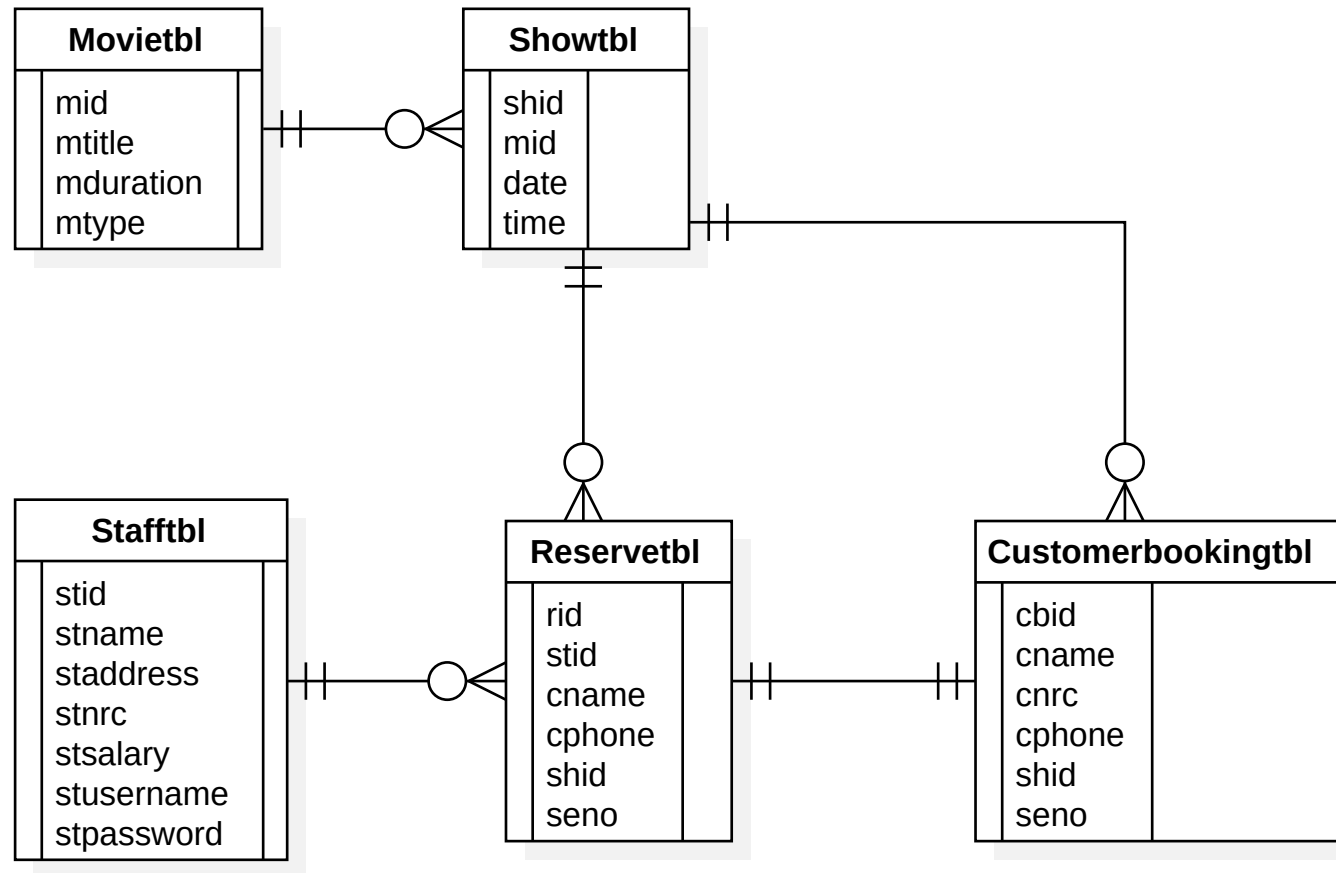 Movietbl
mid
mtitle
mduration
mtype
Showtbl
shid
mid
date
time
Stafftbl
stid
stname
staddress
stnrc
stsalary
stusername
stpassword
Reservetbl
rid
stid
cname
cphone
shid
seno
Customerbookingtbl
cbid
cname
cnrc
cphone
shid
seno